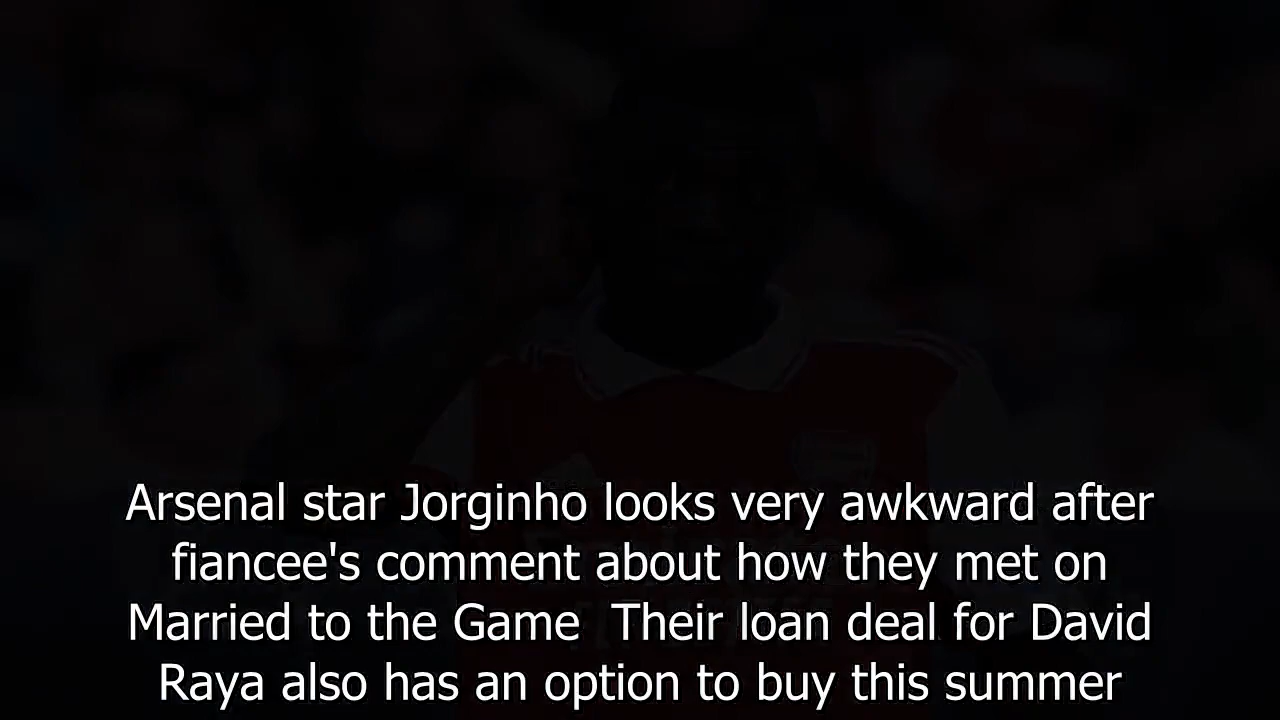 Arsenal star Jorginho looks very awkward after
fiancee's comment about how they met on
Married to the Game  Their loan deal for David
Raya also has an option to buy this summer